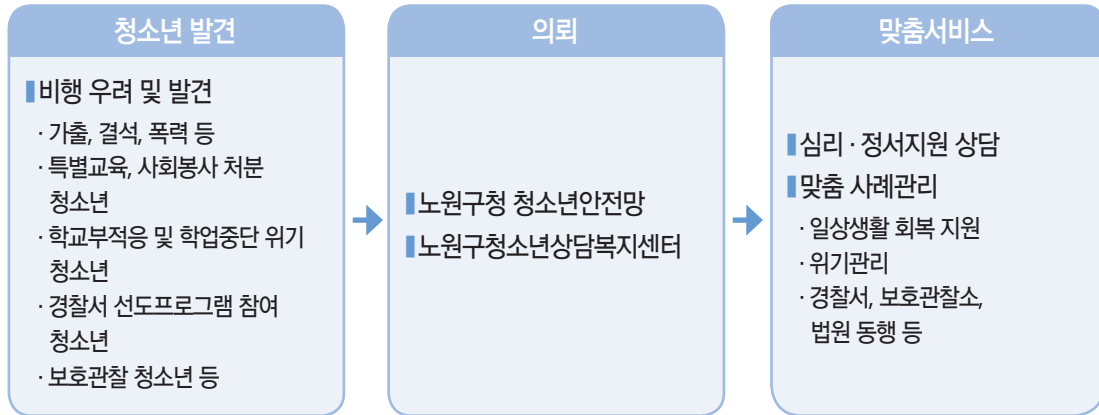 청소년 발견
비행 우려 및 발견
· 가출, 결석, 폭력 등
· 특별교육, 사회봉사 처분
청소년
· 학교부적응 및 학업중단 위기
청소년
· 경찰서 선도프로그램 참여
청소년
· 보호관찰 청소년 등
의뢰
노원구청 청소년안전망
노원구청소년상담복지센터
맞춤서비스
심리 · 정서지원 상담
맞춤 사례관리
· 일상생활 회복 지원
· 위기관리
· 경찰서, 보호관찰소,
법원 동행 등